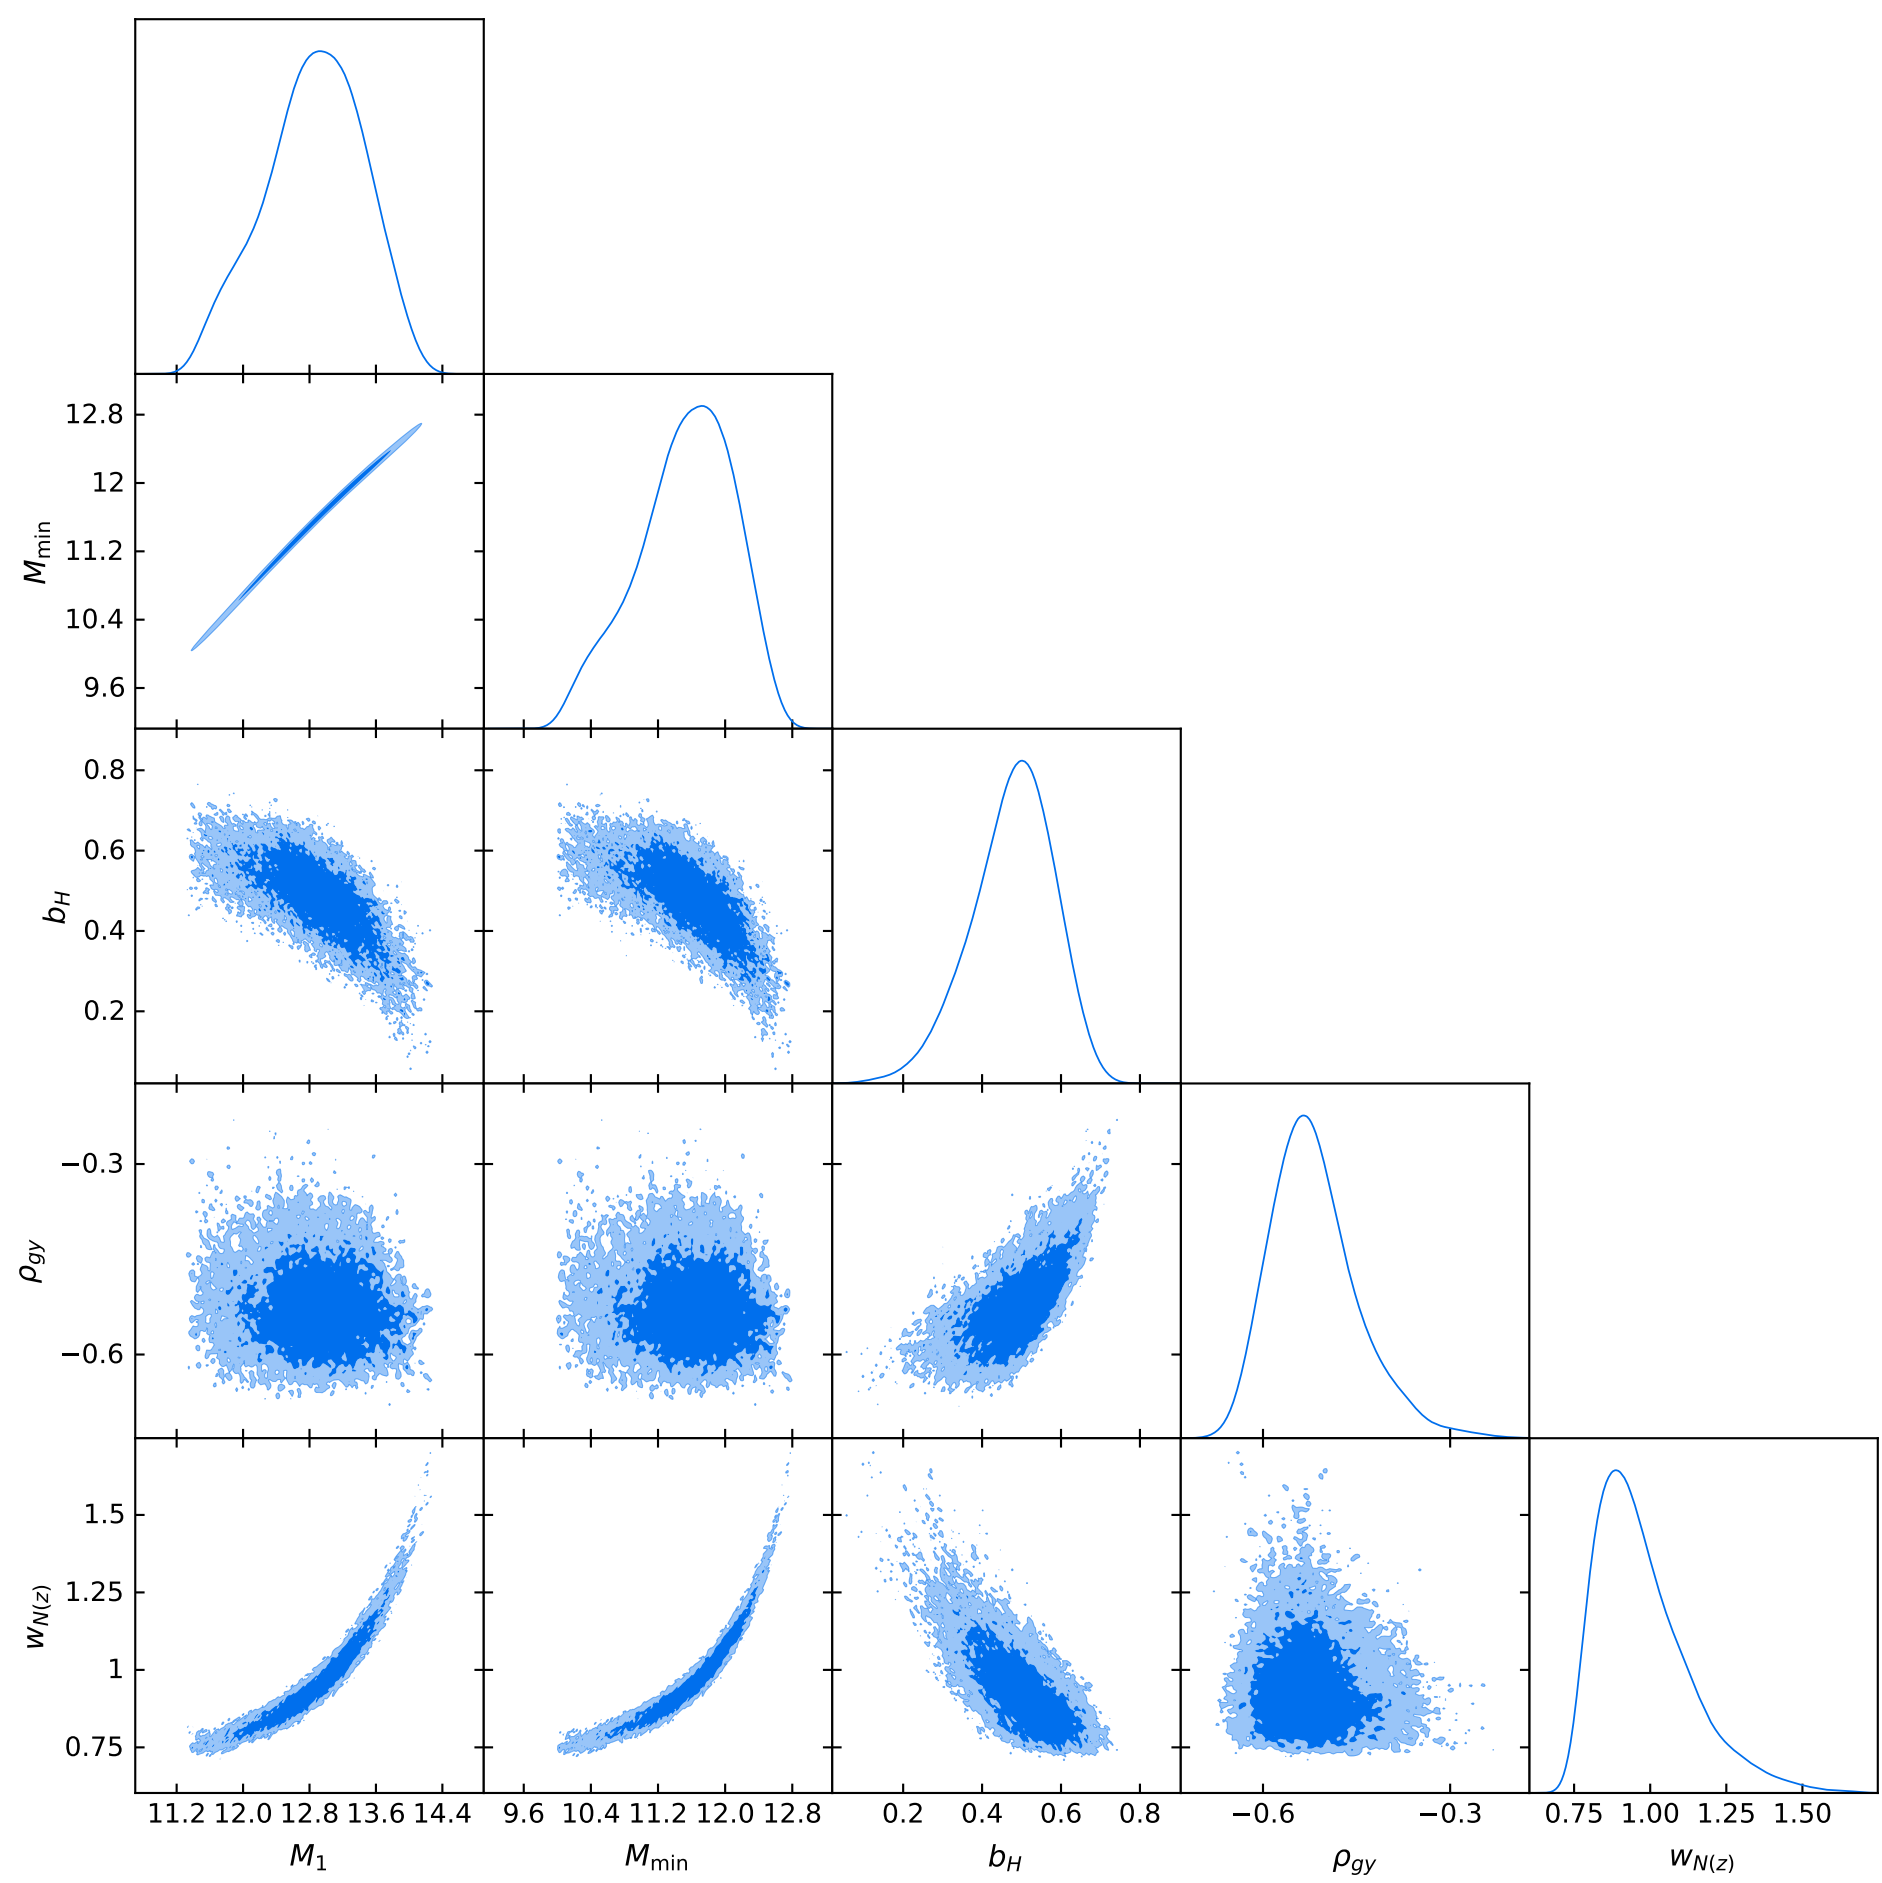 12.8
12
11.2
10.4
9.6
M_min
0.8
0.6
0.4
0.2
b_H
−0.3
−0.6
ρ_gy
1.5
1.25
1
0.75
w_N(z)
11.2 12.0 12.8 13.6 14.4
9.6 10.4 11.2 12.0 12.8
0.2 0.4 0.6 0.8
−0.6 −0.3
0.75 1.00 1.25 1.50
M_1
M_min
b_H
ρ_gy
w_N(z)